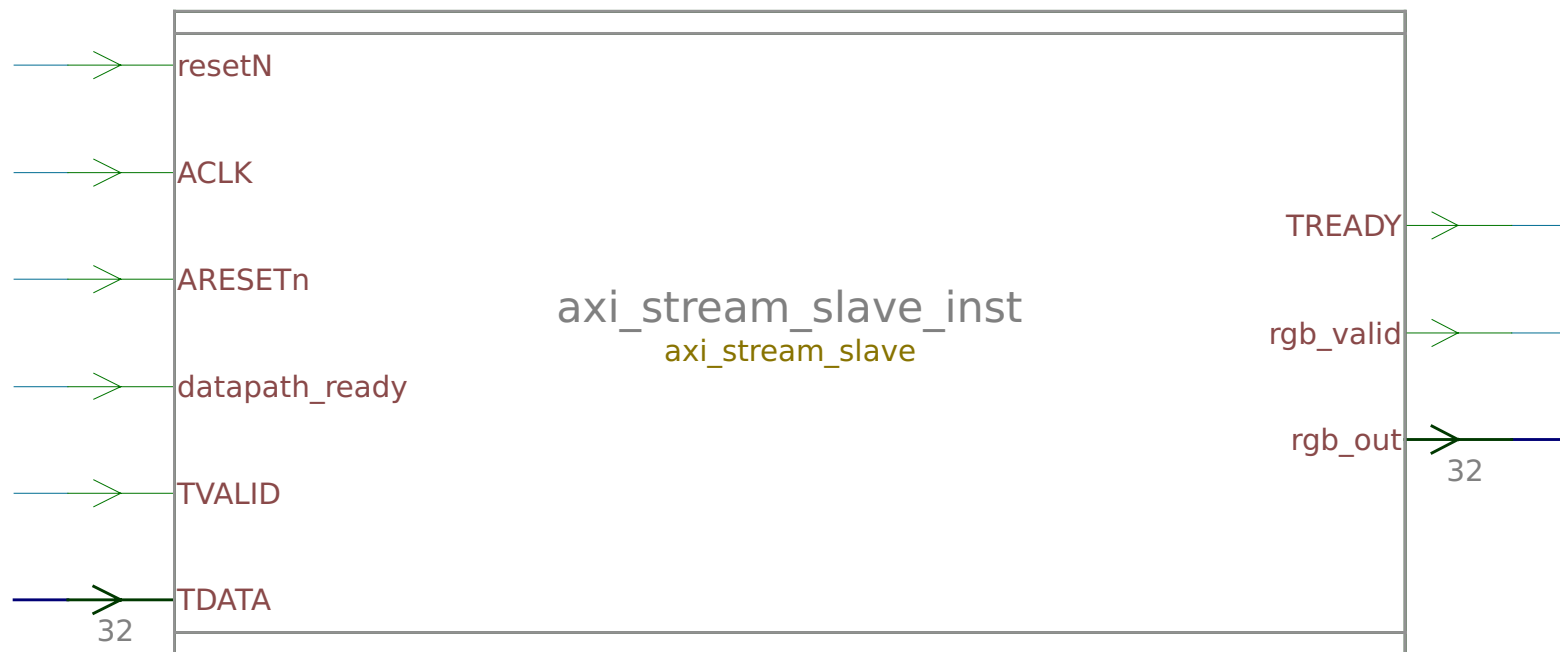 resetN
ACLK
ARESETn
datapath_ready
TVALID
TDATA
32
axi_stream_slave_inst
axi_stream_slave
TREADY
rgb_valid
rgb_out
32